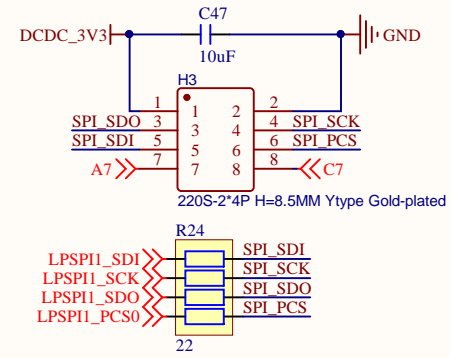 C47
DCDC_3V3 GND
10uF
H3
1 1 2 2
SPI_SDO 3 3 4 4 SPI_SCK
SPI_SDI 5 5 6 6 SPI_PCS
A7 7 7 8 8 C7
220S-2*4P H=8.5MM Ytype Gold-plated
R24
LPSPI1_SDI SPI_SDI
LPSPI1_SCK SPI_SCK
LPSPI1_SDO SPI_SDO
LPSPI1_PCS0 SPI_PCS
22